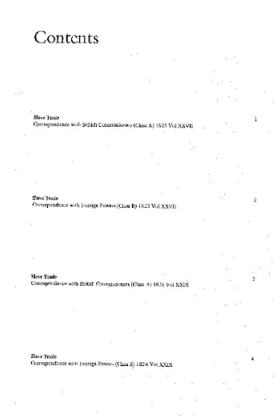 Contents
Slave Trade
Correspondence with British Commissioners (Class A) 1825 Vol XXVII
1
Slave Trade
Correspondence with Foreign Powers (Class B) 1825 Vol XXVII
2
Slave Trade
Correspondence with British Commissioners (Class A) 1826 Vol XXIX
3
Slave Trade
Correspondence with Foreign Powers (Class B) 1826 Vol XXIX
4